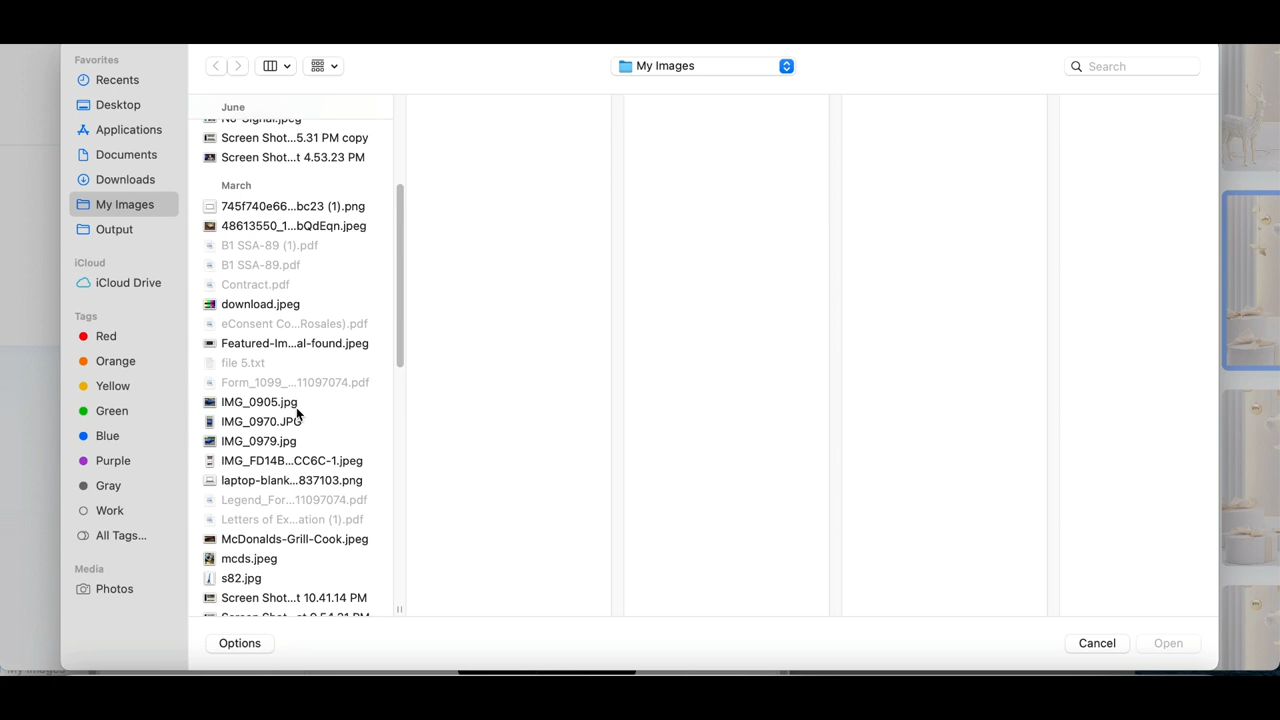 Favorites
Recents
Desktop
Applications
Documents
Downloads
My Images
Output
iCloud
iCloud Drive
Tags
Red
Orange
Yellow
Green
Blue
Purple
Gray
Work
All Tags...
Media
Photos
My Images
Search
June
No-Signal.jpeg
Screen Shot...5.31 PM copy
Screen Shot...t 4.53.23 PM
March
745f740e66...bc23 (1).png
48613550_1...bQdEqn.jpeg
B1 SSA-89 (1).pdf
B1 SSA-89.pdf
Contract.pdf
download.jpeg
eConsent Co...Rosales).pdf
Featured-Im...al-found.jpeg
file 5.txt
Form_1099_...11097074.pdf
IMG_0905.jpg
IMG_0970.JPG
IMG_0979.jpg
IMG_FD14B...CC6C-1.jpeg
laptop-blank...837103.png
Legend_For...11097074.pdf
Letters of Ex...ation (1).pdf
McDonalds-Grill-Cook.jpeg
mcds.jpeg
s82.jpg
Screen Shot...t 10.41.14 PM
Options
Cancel
Open
My Images